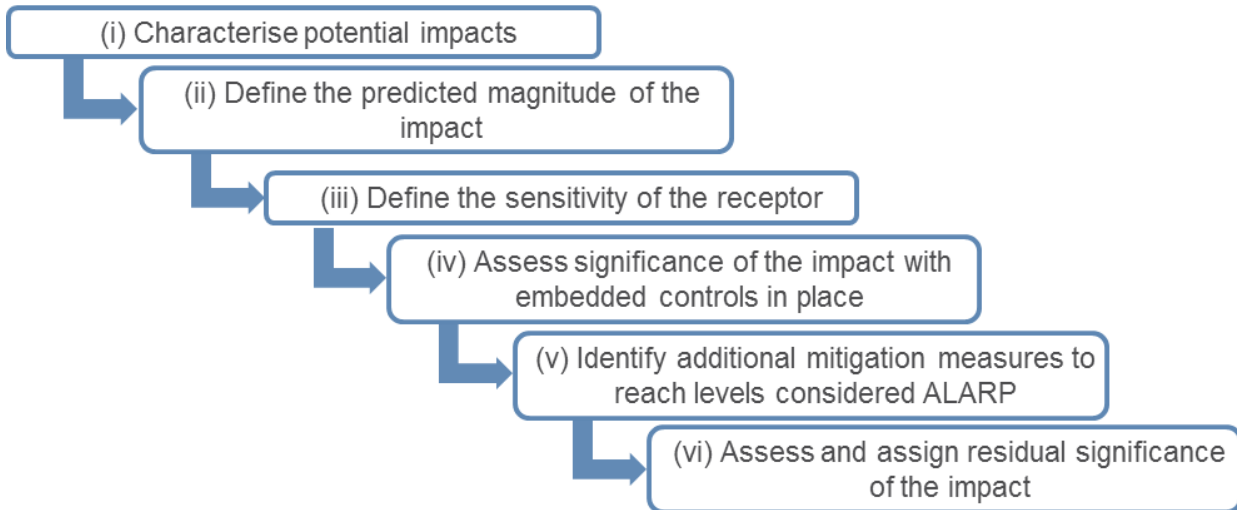 (i) Characterise potential impacts
(ii) Define the predicted magnitude of the
impact
(iii) Define the sensitivity of the receptor
(iv) Assess significance of the impact with
embedded controls in place
(v) Identify additional mitigation measures to
reach levels considered ALARP
(vi) Assess and assign residual significance
of the impact